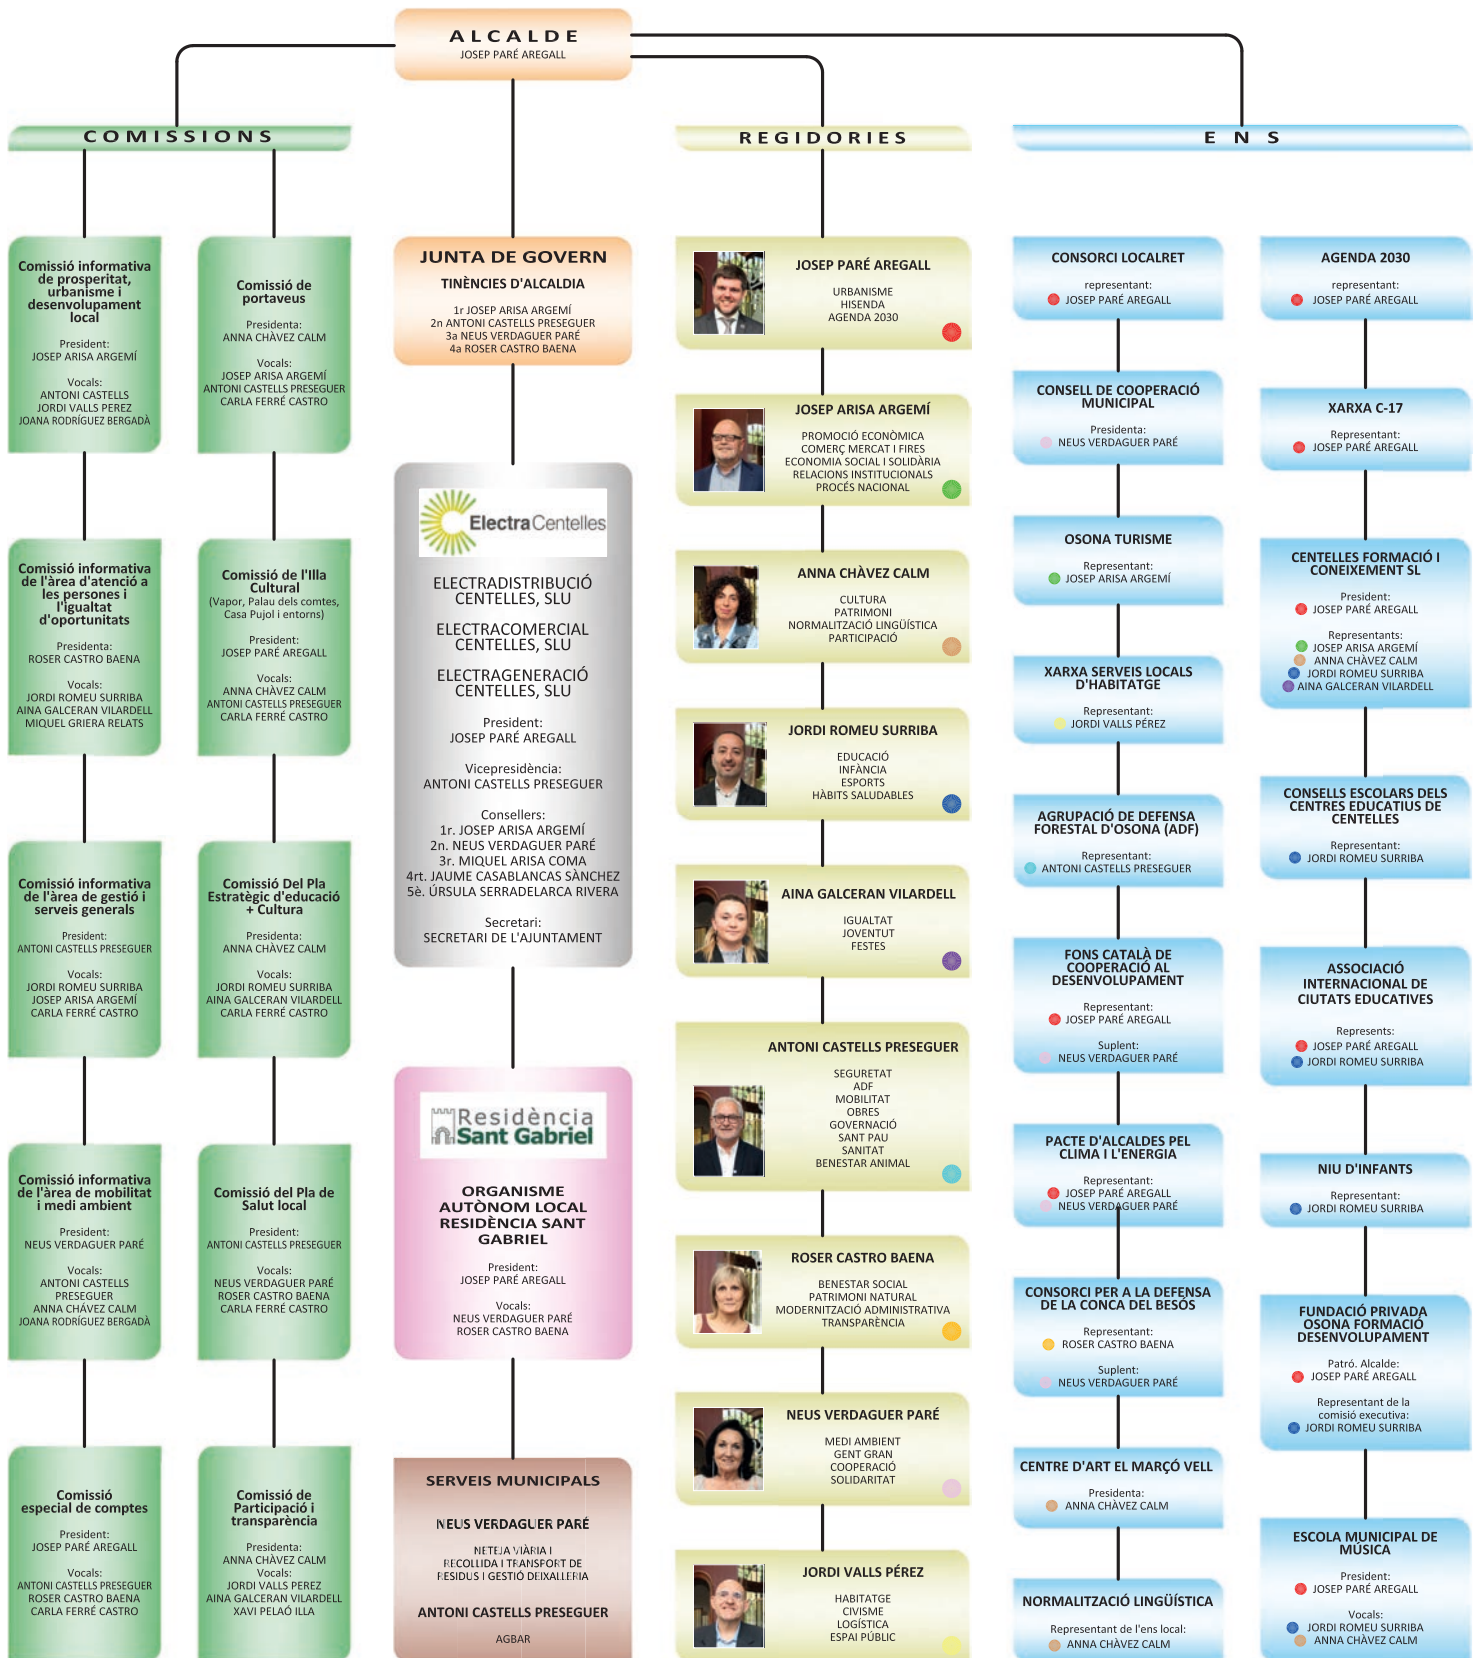 ALCALDE
JOSEP PARÉ AREGALL
COMISSIONS
Comissió informativa
de prosperitat,
urbanisme i
desenvolupament
local
President:
JOSEP ARISA ARGEMÍ
Vocals:
ANTONI CASTELLS
JORDI VALLS PEREZ
JOANA RODRÍGUEZ BERGADÀ
Comissió informativa
de l'àrea d'atenció a
les persones i
l'igualtat
d'oportunitats
Presidenta:
ROSER CASTRO BAENA
Vocals:
JORDI ROMEU SURRIBA
AINA GALCERAN VILARDELL
MIQUEL GRIERA RELATS
Comissió informativa
de l'àrea de gestió i
serveis generals
President:
ANTONI CASTELLS PRESEGUER
Vocals:
JORDI ROMEU SURRIBA
JOSEP ARISA ARGEMÍ
CARLA FERRÉ CASTRO
Comissió informativa
de l'àrea de mobilitat
i medi ambient
President:
NEUS VERDAGUER PARÉ
Vocals:
ANTONI CASTELLS
PRESEGUER
ANNA CHÁVEZ CALM
JOANA RODRÍGUEZ BERGADÀ
Comissió
especial de comptes
President:
JOSEP PARÉ AREGALL
Vocals:
ANTONI CASTELLS PRESEGUER
ROSER CASTRO BAENA
CARLA FERRÉ CASTRO
Comissió de
portaveus
Presidenta:
ANNA CHÀVEZ CALM
Vocals:
JOSEP ARISA ARGEMÍ
ANTONI CASTELLS PRESEGUER
CARLA FERRÉ CASTRO
Comissió de l'Illa
Cultural
(Vapor, Palau dels comtes,
Casa Pujol i entorns)
President:
JOSEP PARÉ AREGALL
Vocals:
ANNA CHÀVEZ CALM
ANTONI CASTELLS PRESEGUER
CARLA FERRÉ CASTRO
Comissió Del Pla
Estratègic d'educació
+ Cultura
Presidenta:
ANNA CHÀVEZ CALM
Vocals:
JORDI ROMEU SURRIBA
AINA GALCERAN VILARDELL
CARLA FERRÉ CASTRO
Comissió del Pla de
Salut local
President:
ANTONI CASTELLS PRESEGUER
Vocals:
NEUS VERDAGUER PARÉ
ROSER CASTRO BAENA
CARLA FERRÉ CASTRO
Comissió de
Participació i
transparència
Presidenta:
ANNA CHÀVEZ CALM
Vocals:
JORDI VALLS PEREZ
AINA GALCERAN VILARDELL
XAVI PELAÓ ILLA
JUNTA DE GOVERN
TINÈNCIES D'ALCALDIA
1r JOSEP ARISA ARGEMÍ
2n ANTONI CASTELLS PRESEGUER
3a NEUS VERDAGUER PARÉ
4a ROSER CASTRO BAENA
ElectraCentelles
ELECTRADISTRIBUCIÓ
CENTELLES, SLU
ELECTRACOMERCIAL
CENTELLES, SLU
ELECTRAGENERACIÓ
CENTELLES, SLU
President:
JOSEP PARÉ AREGALL
Vicepresidència:
ANTONI CASTELLS PRESEGUER
Consellers:
1r. JOSEP ARISA ARGEMÍ
2n. NEUS VERDAGUER PARÉ
3r. MIQUEL ARISA COMA
4rt. JAUME CASABLANCAS SÀNCHEZ
5è. ÚRSULA SERRADELARCA RIVERA
Secretari:
SECRETARI DE L'AJUNTAMENT
Residència
Sant Gabriel
ORGANISME
AUTÒNOM LOCAL
RESIDÈNCIA SANT
GABRIEL
President:
JOSEP PARÉ AREGALL
Vocals:
NEUS VERDAGUER PARÉ
ROSER CASTRO BAENA
SERVEIS MUNICIPALS
NEUS VERDAGUER PARÉ
NETEJA VIÀRIA I
RECOLLIDA I TRANSPORT DE
RESIDUS I GESTIÓ DEIXALLERIA
ANTONI CASTELLS PRESEGUER
AGBAR
REGIDORIES
JOSEP PARÉ AREGALL
URBANISME
HISENDA
AGENDA 2030
JOSEP ARISA ARGEMÍ
PROMOCIÓ ECONÒMICA
COMERÇ MERCAT I FIRES
ECONOMIA SOCIAL I SOLIDÀRIA
RELACIONS INSTITUCIONALS
PROCÉS NACIONAL
ANNA CHÀVEZ CALM
CULTURA
PATRIMONI
NORMALITZACIÓ LINGÜÍSTICA
PARTICIPACIÓ
JORDI ROMEU SURRIBA
EDUCACIÓ
INFÀNCIA
ESPORTS
HÀBITS SALUDABLES
AINA GALCERAN VILARDELL
IGUALTAT
JOVENTUT
FESTES
ANTONI CASTELLS PRESEGUER
SEGURETAT
ADF
MOBILITAT
OBRES
GOVERNACIÓ
SANT PAU
SANITAT
BENESTAR ANIMAL
ROSER CASTRO BAENA
BENESTAR SOCIAL
PATRIMONI NATURAL
MODERNITZACIÓ ADMINISTRATIVA
TRANSPARÈNCIA
NEUS VERDAGUER PARÉ
MEDI AMBIENT
GENT GRAN
COOPERACIÓ
SOLIDARITAT
JORDI VALLS PÉREZ
HABITATGE
CIVISME
LOGÍSTICA
ESPAI PÚBLIC
ENS
CONSORCI LOCALRET
representant:
JOSEP PARÉ AREGALL
CONSELL DE COOPERACIÓ
MUNICIPAL
Presidenta:
NEUS VERDAGUER PARÉ
OSONA TURISME
Representant:
JOSEP ARISA ARGEMÍ
XARXA SERVEIS LOCALS
D'HABITATGE
Representant:
JORDI VALLS PÉREZ
AGRUPACIÓ DE DEFENSA
FORESTAL D'OSONA (ADF)
Representant:
ANTONI CASTELLS PRESEGUER
FONS CATALÀ DE
COOPERACIÓ AL
DESENVOLUPAMENT
Representant:
JOSEP PARÉ AREGALL
Suplent:
NEUS VERDAGUER PARÉ
PACTE D'ALCALDES PEL
CLIMA I L'ENERGIA
Representant:
JOSEP PARÉ AREGALL
NEUS VERDAGUER PARÉ
CONSORCI PER A LA DEFENSA
DE LA CONCA DEL BESÓS
Representant:
ROSER CASTRO BAENA
Suplent:
NEUS VERDAGUER PARÉ
CENTRE D'ART EL MARÇÓ VELL
Presidenta:
ANNA CHÀVEZ CALM
NORMALITZACIÓ LINGÜÍSTICA
Representant de l'ens local:
ANNA CHÀVEZ CALM
AGENDA 2030
representant:
JOSEP PARÉ AREGALL
XARXA C-17
Representant:
JOSEP PARÉ AREGALL
CENTELLES FORMACIÓ I
CONEIXEMENT SL
President:
JOSEP PARÉ AREGALL
Representants:
JOSEP ARISA ARGEMÍ
ANNA CHÀVEZ CALM
JORDI ROMEU SURRIBA
AINA GALCERAN VILARDELL
CONSELLS ESCOLARS DELS
CENTRES EDUCATIUS DE
CENTELLES
Representant:
JORDI ROMEU SURRIBA
ASSOCIACIÓ
INTERNACIONAL DE
CIUTATS EDUCATIVES
Represents:
JOSEP PARÉ AREGALL
JORDI ROMEU SURRIBA
NIU D'INFANTS
Representant:
JORDI ROMEU SURRIBA
FUNDACIÓ PRIVADA
OSONA FORMACIÓ
DESENVOLUPAMENT
Patró. Alcalde:
JOSEP PARÉ AREGALL
Representant de la
comisió executiva:
JORDI ROMEU SURRIBA
ESCOLA MUNICIPAL DE
MÚSICA
President:
JOSEP PARÉ AREGALL
Vocals:
JORDI ROMEU SURRIBA
ANNA CHÀVEZ CALM